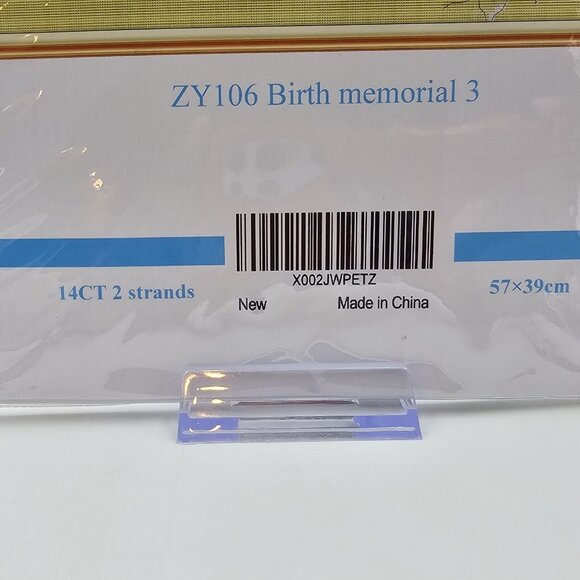 ZY106 Birth memorial 3
X002JWPETZ
14CT 2 strands
57×39cm
New Made in China